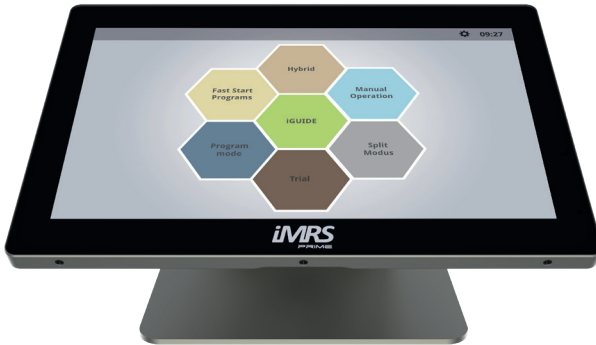 09:27
Hybrid
Fast Start
Programs
Manual
Operation
iGUIDE
Program
mode
Split
Modus
Trial
iMRS
PRIME